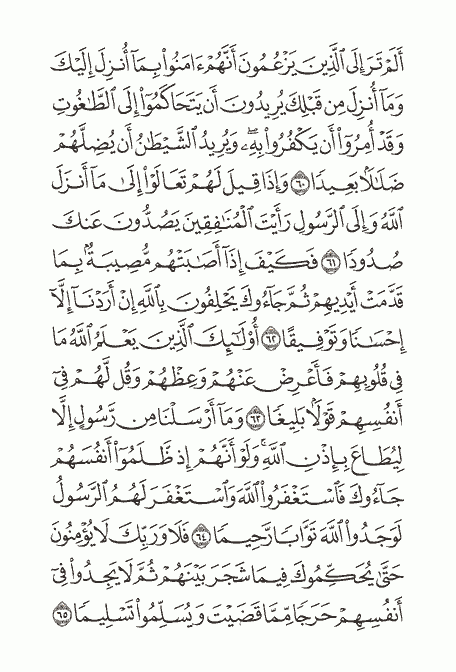 أَلَمْ تَرَ إِلَى ٱلَّذِينَ يَزْعُمُونَ أَنَّهُمْ ءَامَنُوا۟ بِمَآ أُنزِلَ إِلَيْكَ
وَمَآ أُنزِلَ مِن قَبْلِكَ يُرِيدُونَ أَن يَتَحَاكَمُوٓا۟ إِلَى ٱلطَّـٰغُوتِ
وَقَدْ أُمِرُوٓا۟ أَن يَكْفُرُوا۟ بِهِۦ ۖ وَيُرِيدُ ٱلشَّيْطَـٰنُ أَن يُضِلَّهُمْ
ضَلَـٰلًۢا بَعِيدًا ۝٦٠ وَإِذَا قِيلَ لَهُمْ تَعَالَوْا۟ إِلَىٰ مَآ أَنزَلَ
ٱللَّهُ وَإِلَى ٱلرَّسُولِ رَأَيْتَ ٱلْمُنَـٰفِقِينَ يَصُدُّونَ عَنكَ
صُدُودًا ۝٦١ فَكَيْفَ إِذَآ أَصَـٰبَتْهُم مُّصِيبَةٌۢ بِمَا
قَدَّمَتْ أَيْدِيهِمْ ثُمَّ جَآءُوكَ يَحْلِفُونَ بِٱللَّهِ إِنْ أَرَدْنَآ إِلَّآ
إِحْسَـٰنًا وَتَوْفِيقًا ۝٦٢ أُو۟لَـٰٓئِكَ ٱلَّذِينَ يَعْلَمُ ٱللَّهُ مَا
فِى قُلُوبِهِمْ فَأَعْرِضْ عَنْهُمْ وَعِظْهُمْ وَقُل لَّهُمْ فِىٓ
أَنفُسِهِمْ قَوْلًۢا بَلِيغًا ۝٦٣ وَمَآ أَرْسَلْنَا مِن رَّسُولٍ إِلَّا
لِيُطَاعَ بِإِذْنِ ٱللَّهِ ۚ وَلَوْ أَنَّهُمْ إِذ ظَّلَمُوٓا۟ أَنفُسَهُمْ
جَآءُوكَ فَٱسْتَغْفَرُوا۟ ٱللَّهَ وَٱسْتَغْفَرَ لَهُمُ ٱلرَّسُولُ
لَوَجَدُوا۟ ٱللَّهَ تَوَّابًا رَّحِيمًا ۝٦٤ فَلَا وَرَبِّكَ لَا يُؤْمِنُونَ
حَتَّىٰ يُحَكِّمُوكَ فِيمَا شَجَرَ بَيْنَهُمْ ثُمَّ لَا يَجِدُوا۟ فِىٓ
أَنفُسِهِمْ حَرَجًا مِّمَّا قَضَيْتَ وَيُسَلِّمُوا۟ تَسْلِيمًا ۝٦٥